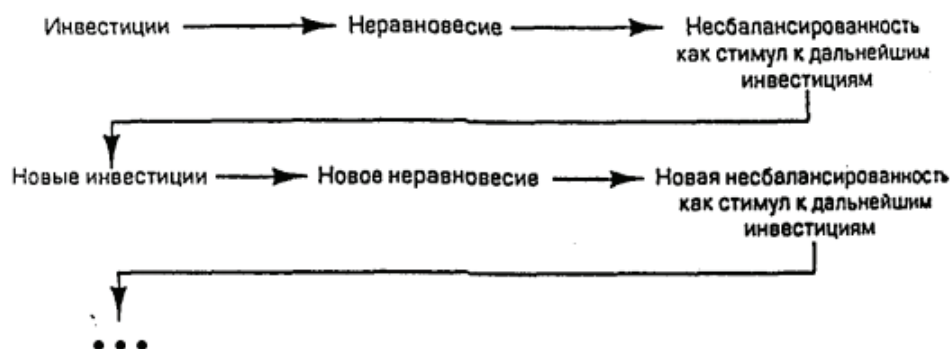 Инвестиции Неравновесие Несбалансированность
как стимул к дальнейшим
инвестициям
Новые инвестиции Новое неравновесие Новая несбалансированность
как стимул к дальнейшим
инвестициям
• • •